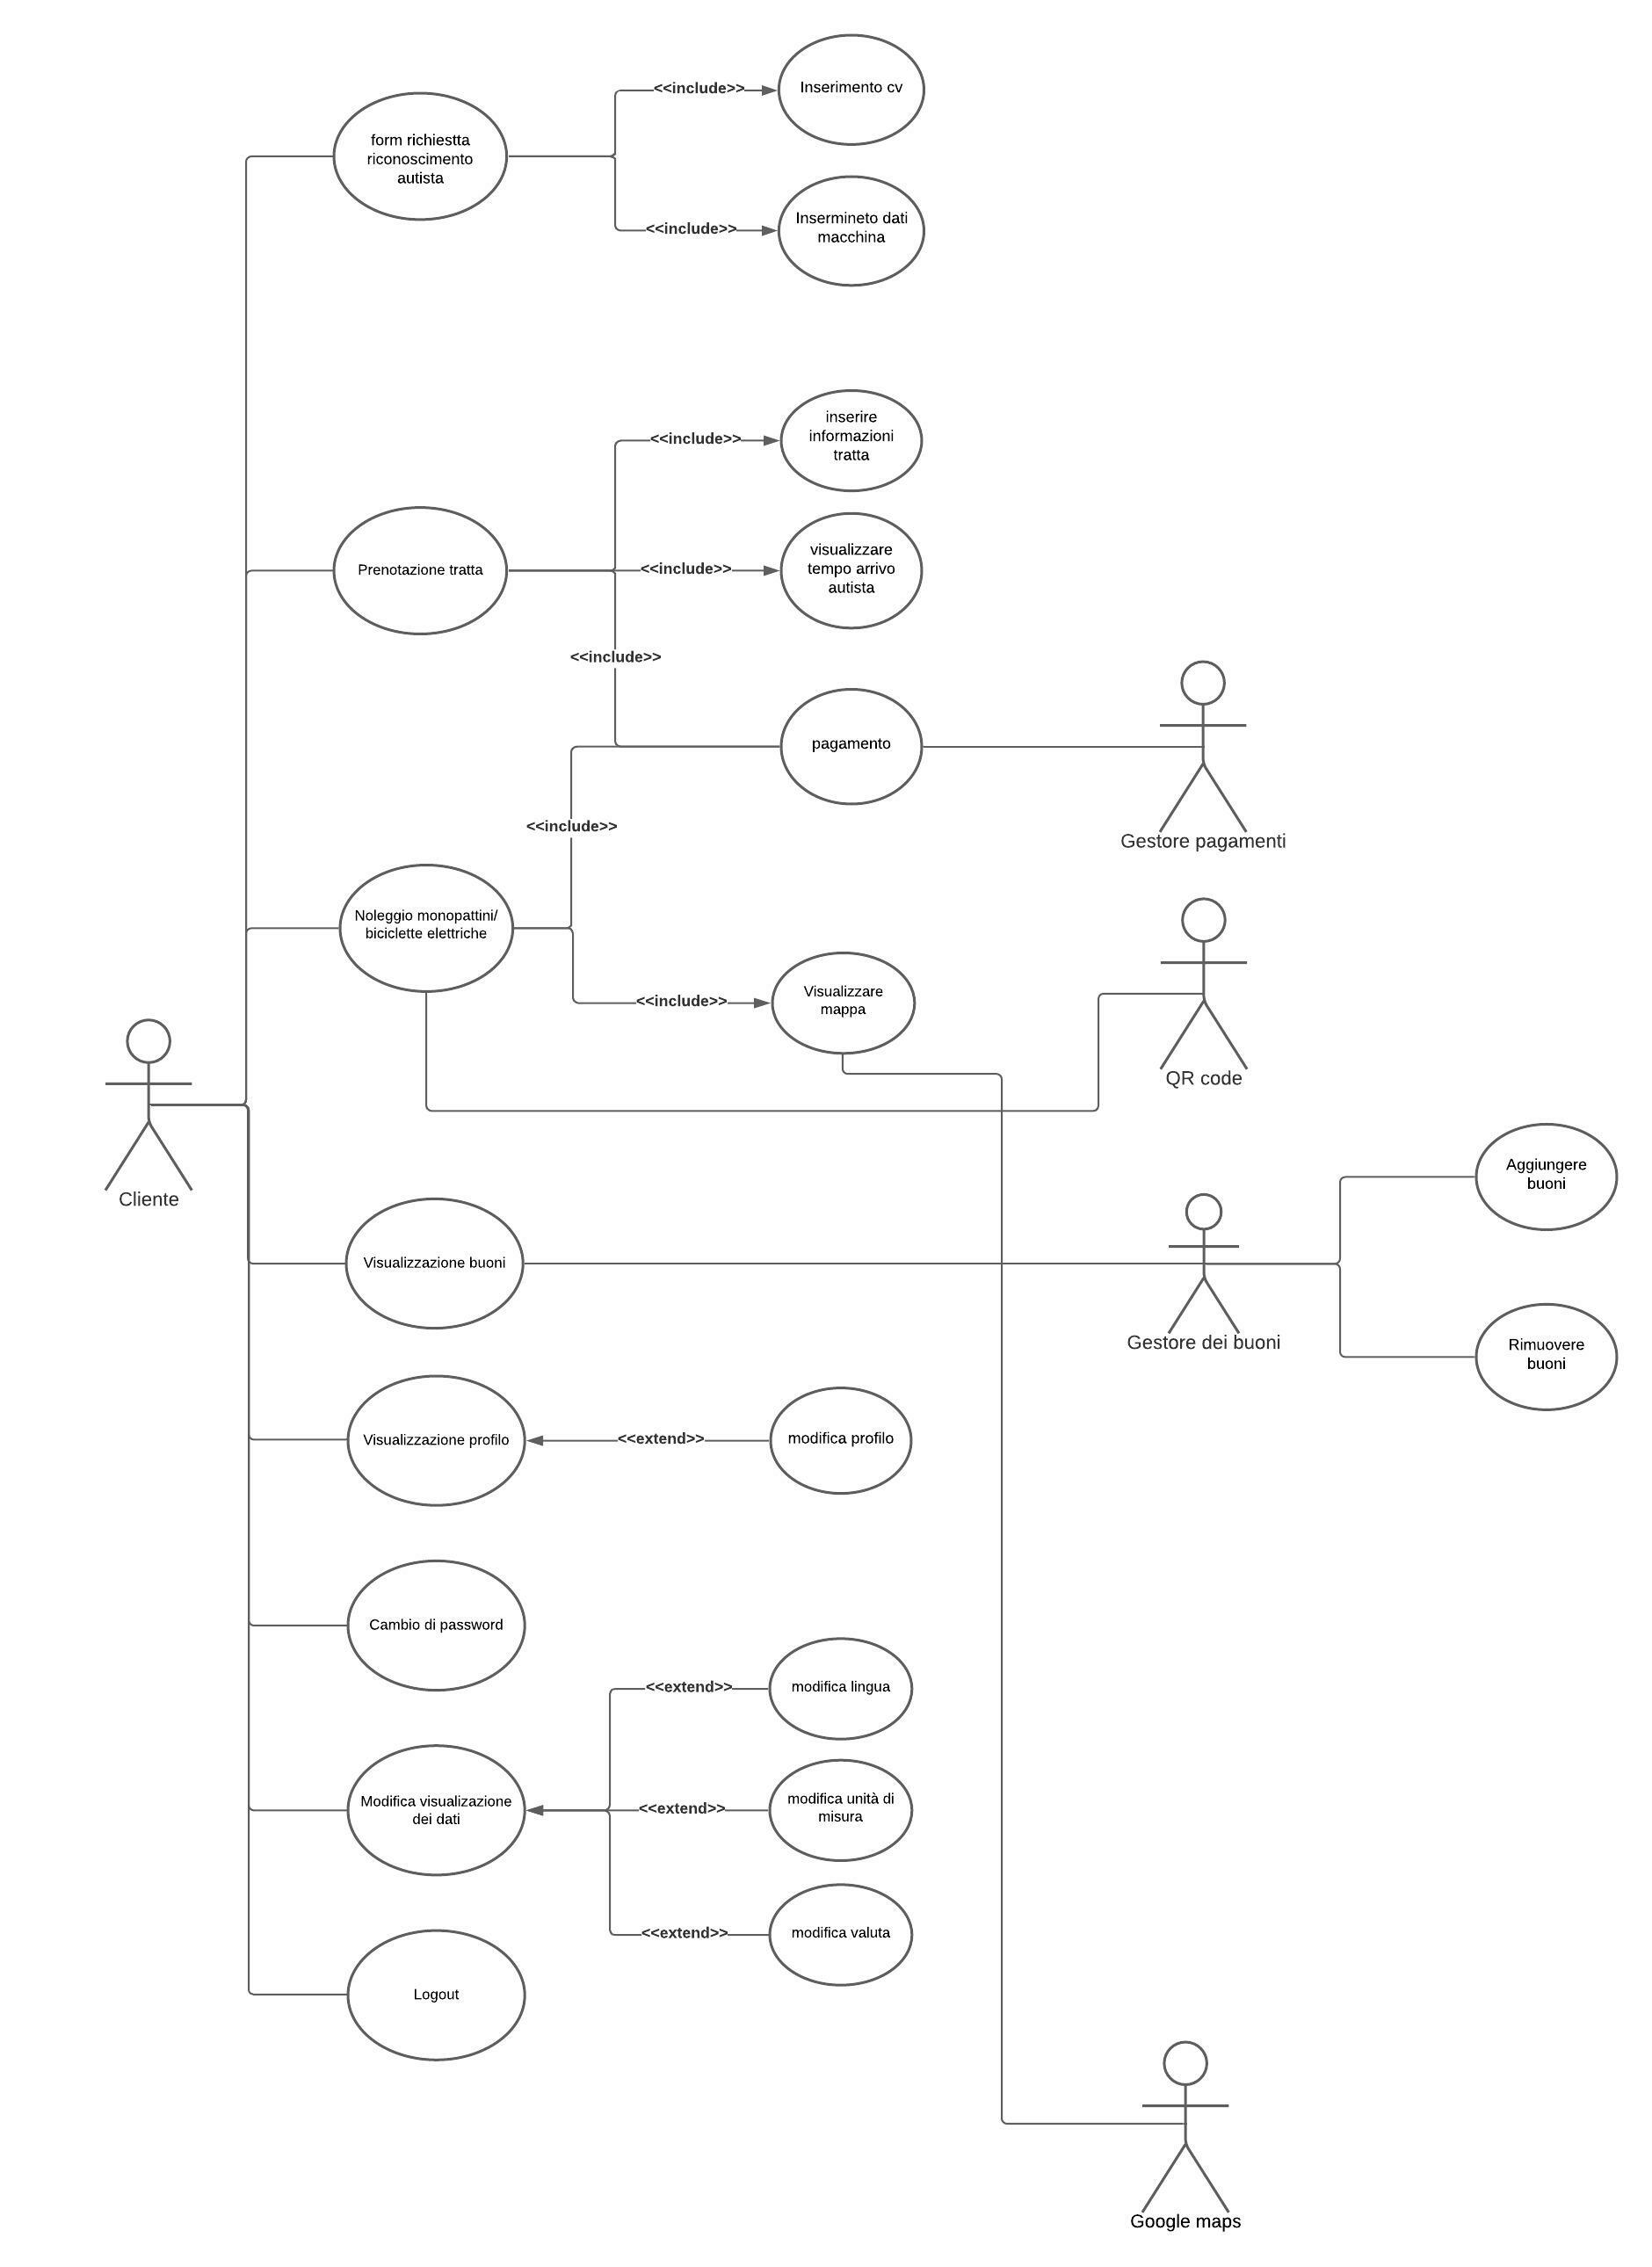 <<include>>
Inserimento cv
form richiestta
riconoscimento
autista
<<include>>
Insermineto dati
macchina
<<include>>
inserire
informazioni
tratta
Prenotazione tratta
<<include>>
visualizzare
tempo arrivo
autista
<<include>>
pagamento
Gestore pagamenti
<<include>>
Noleggio monopattini/
biciclette elettriche
<<include>>
Visualizzare
mappa
QR code
Cliente
Visualizzazione buoni
Gestore dei buoni
Aggiungere
buoni
Rimuovere
buoni
Visualizzazione profilo
<<extend>>
modifica profilo
Cambio di password
<<extend>>
modifica lingua
Modifica visualizazione
dei dati
<<extend>>
modifica unità di
misura
<<extend>>
modifica valuta
Logout
Google maps